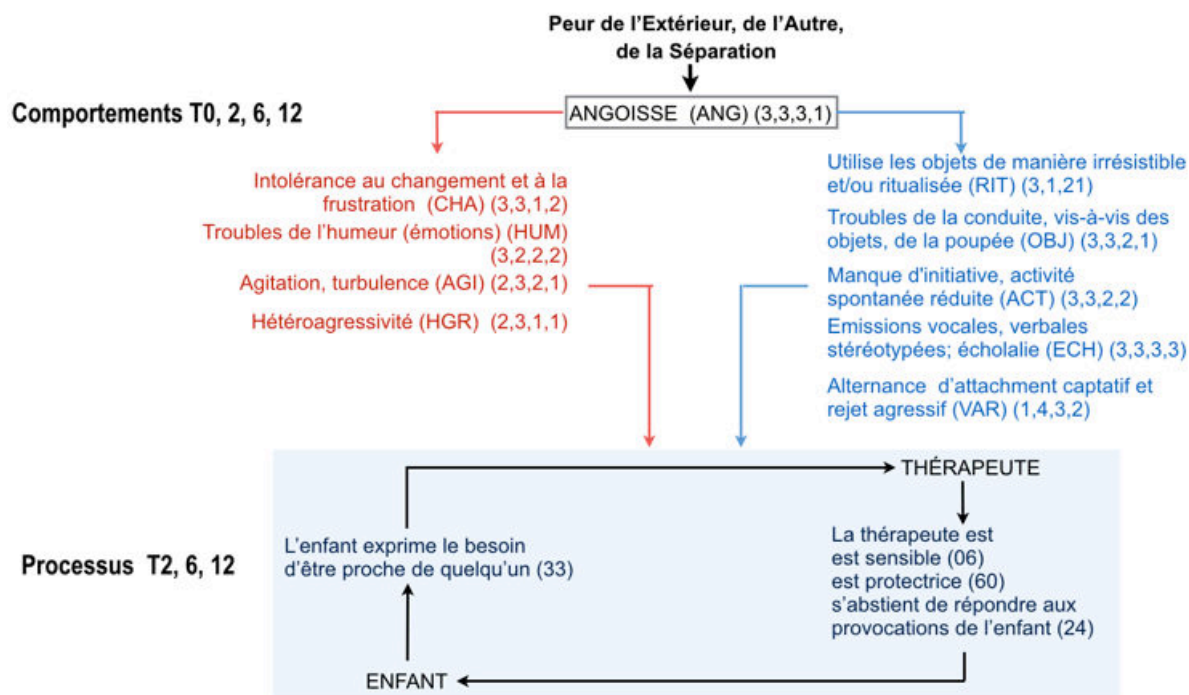 Peur de l'Extérieur, de l'Autre,
de la Séparation
Comportements T0, 2, 6, 12
ANGOISSE (ANG) (3,3,3,1)
Intolérance au changement et à la
frustration (CHA) (3,3,1,2)
Troubles de l'humeur (émotions) (HUM)
(3,2,2,2)
Agitation, turbulence (AGI) (2,3,2,1)
Hétéroagressivité (HGR) (2,3,1,1)
Utilise les objets de manière irrésistible
et/ou ritualisée (RIT) (3,1,21)
Troubles de la conduite, vis-à-vis des
objets, de la poupée (OBJ) (3,3,2,1)
Manque d'initiative, activité
spontanée réduite (ACT) (3,3,2,2)
Emissions vocales, verbales
stéréotypées; écholalie (ECH) (3,3,3,3)
Alternance d'attachment captatif et
rejet agressif (VAR) (1,4,3,2)
Processus T2, 6, 12
THÉRAPEUTE
L'enfant exprime le besoin
d'être proche de quelqu'un (33)
La thérapeute est
est sensible (06)
est protectrice (60)
s'abstient de répondre aux
provocations de l'enfant (24)
ENFANT